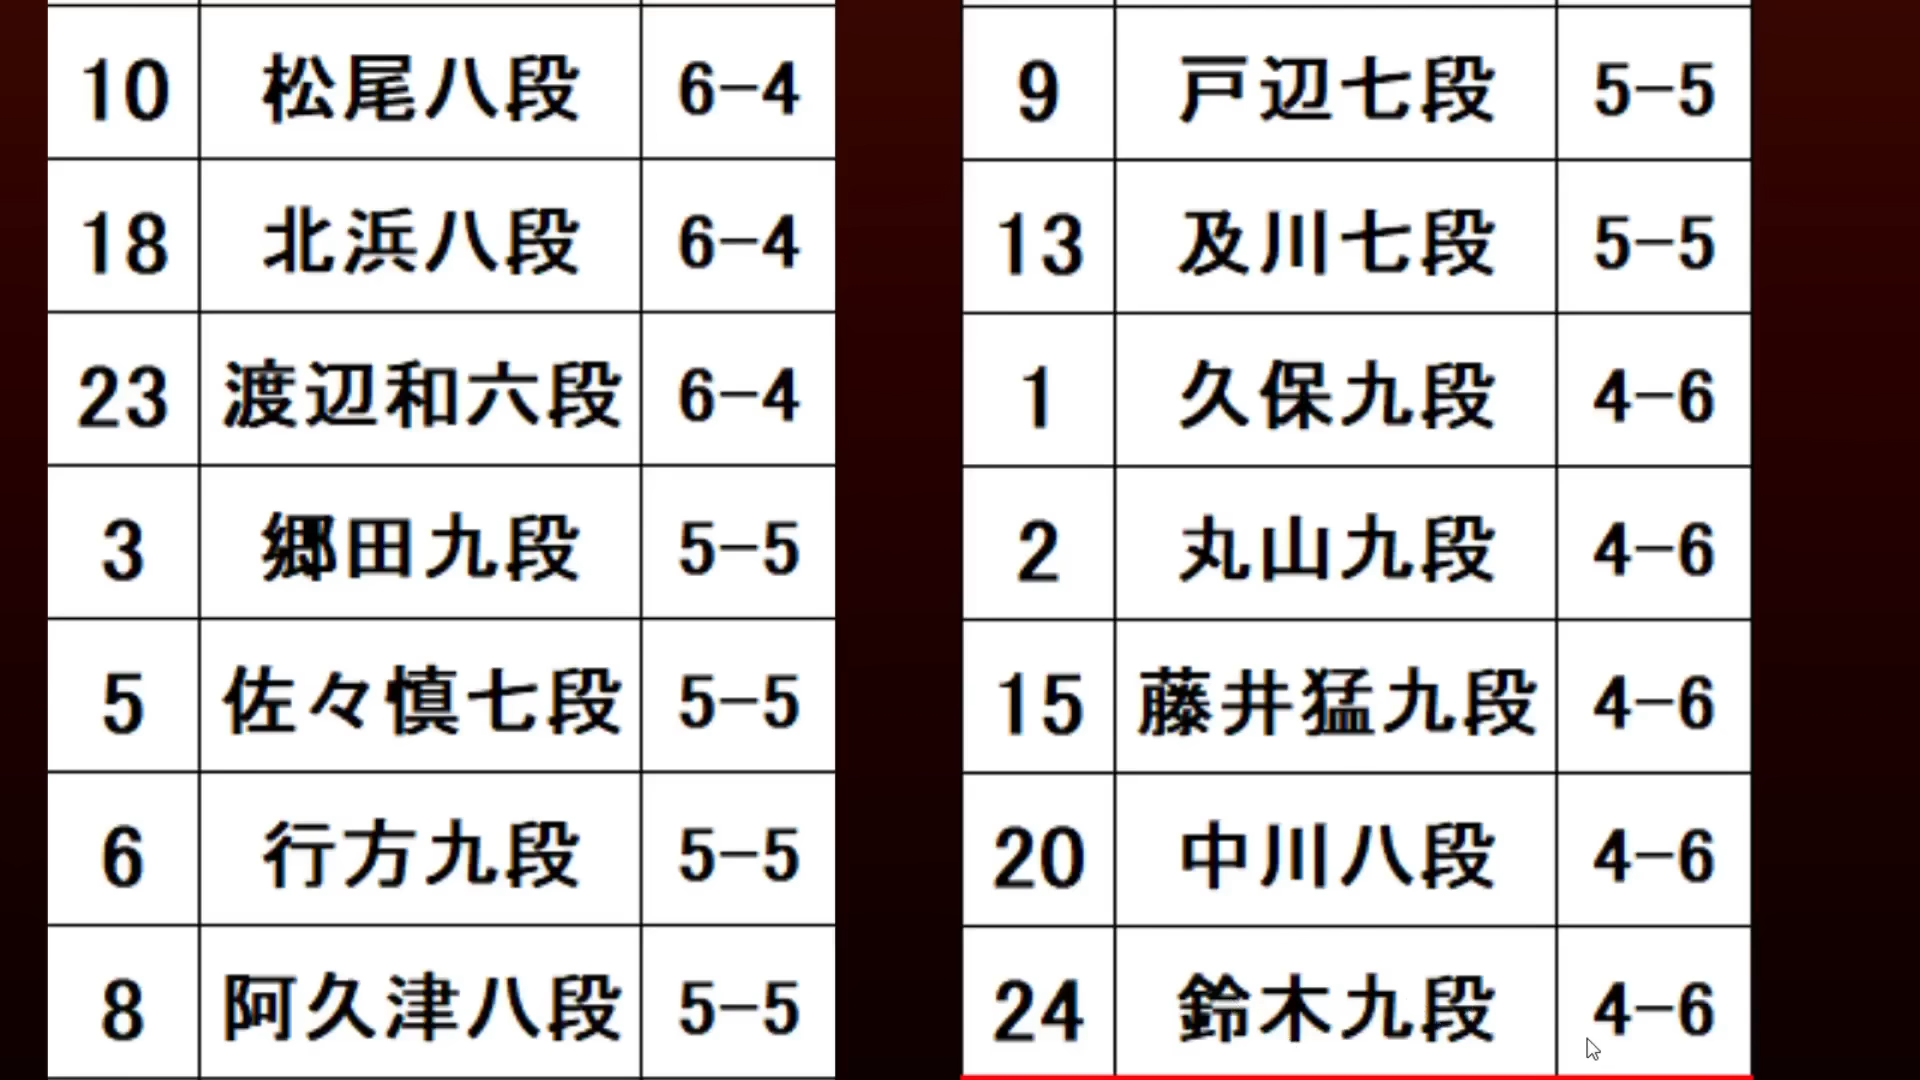 10 松尾八段 6-4
18 北浜八段 6-4
23 渡辺和六段 6-4
3 郷田九段 5-5
5 佐々慎七段 5-5
6 行方九段 5-5
8 阿久津八段 5-5
9 戸辺七段 5-5
13 及川七段 5-5
1 久保九段 4-6
2 丸山九段 4-6
15 藤井猛九段 4-6
20 中川八段 4-6
24 鈴木九段 4-6